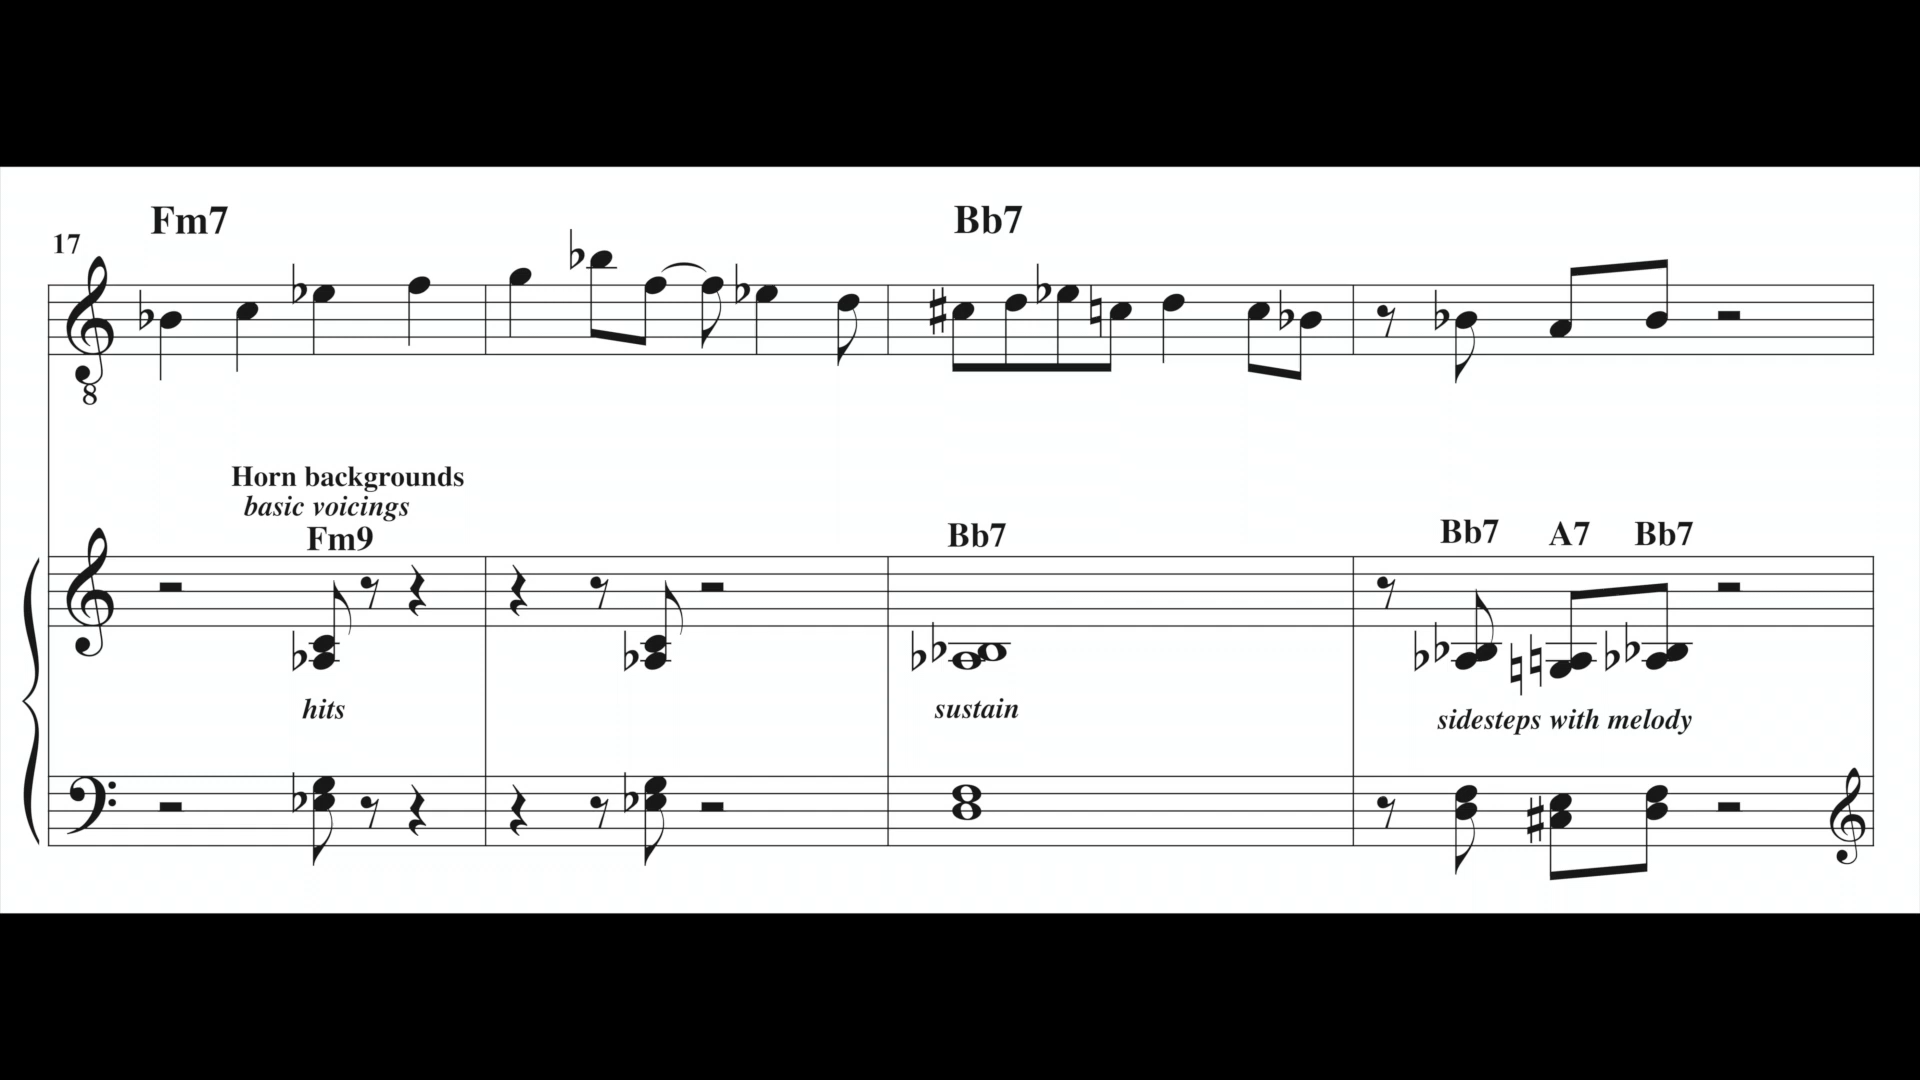 Fm7 Bb7
17
8
Horn backgrounds
basic voicings
Fm9 Bb7 Bb7 A7 Bb7
hits sustain sidesteps with melody